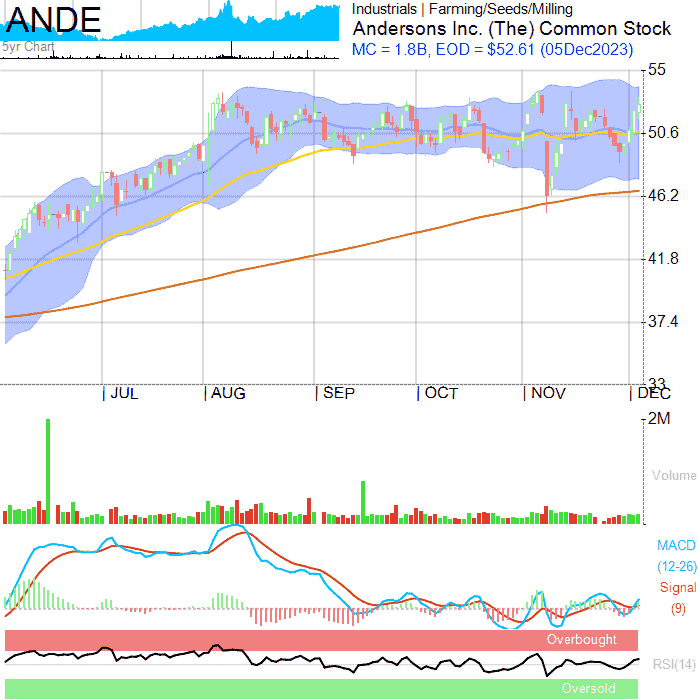 ANDE
5yr Chart
Industrials | Farming/Seeds/Milling
Andersons Inc. (The) Common Stock
MC = 1.8B, EOD = $52.61 (05Dec2023)
55
50.6
46.2
41.8
37.4
33
JUL AUG SEP OCT NOV DEC
2M
Volume
MACD
(12-26)
Signal
(9)
Overbought
RSI(14)
Oversold